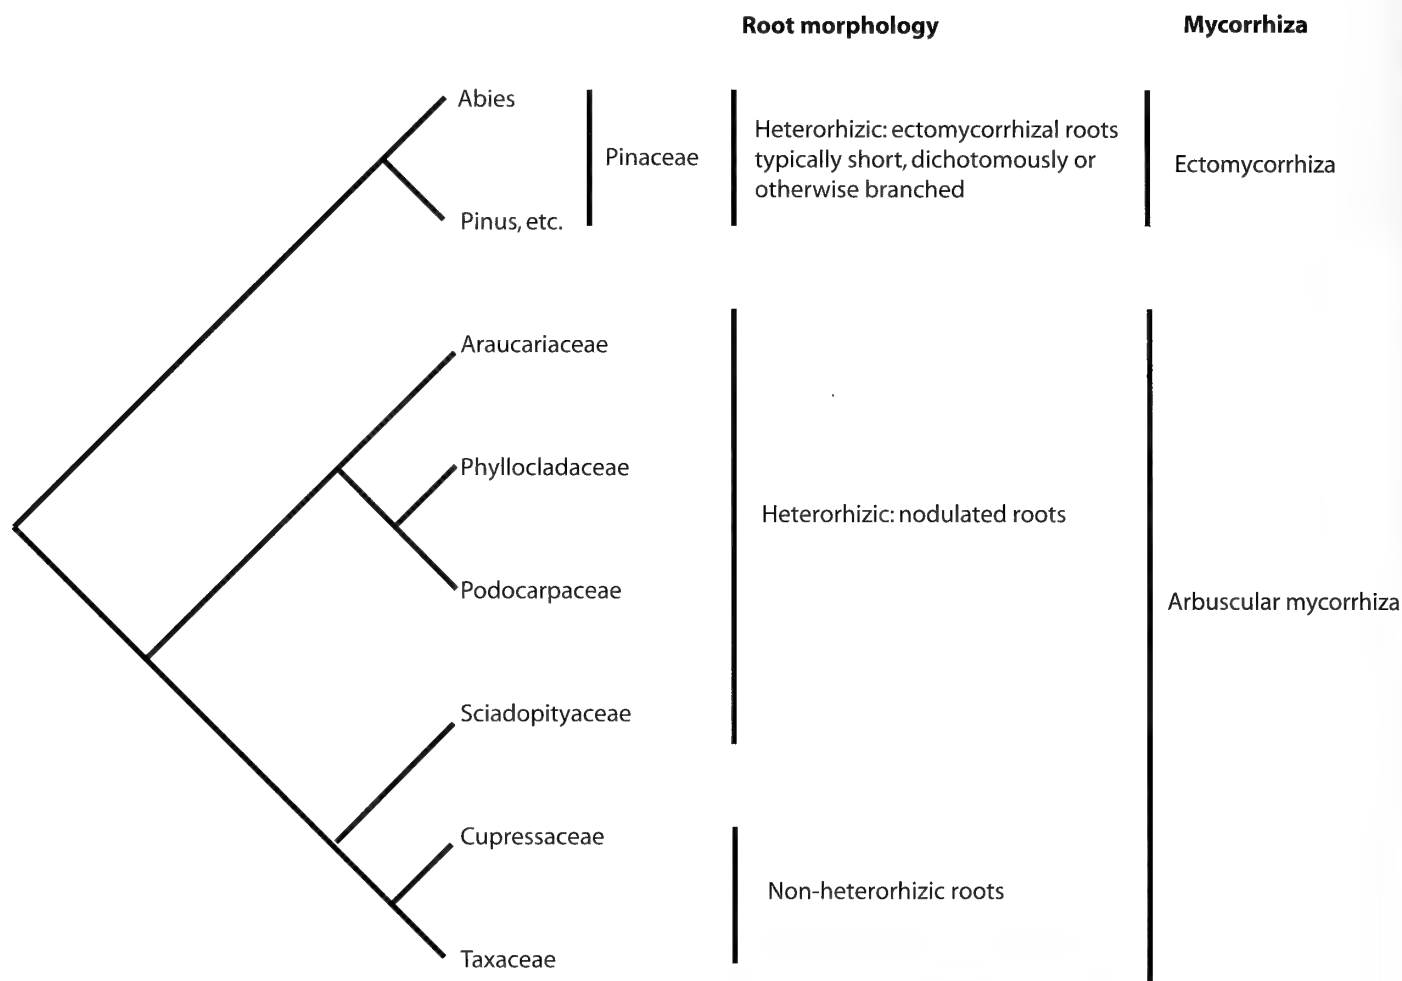 Root morphology
Mycorrhiza
Abies
Pinaceae
Pinus, etc.
Heterorhizic: ectomycorrhizal roots
typically short, dichotomously or
otherwise branched
Ectomycorrhiza
Araucariaceae
Phyllocladaceae
Heterorhizic: nodulated roots
Podocarpaceae
Arbuscular mycorrhiza
Sciadopityaceae
Cupressaceae
Non-heterorhizic roots
Taxaceae